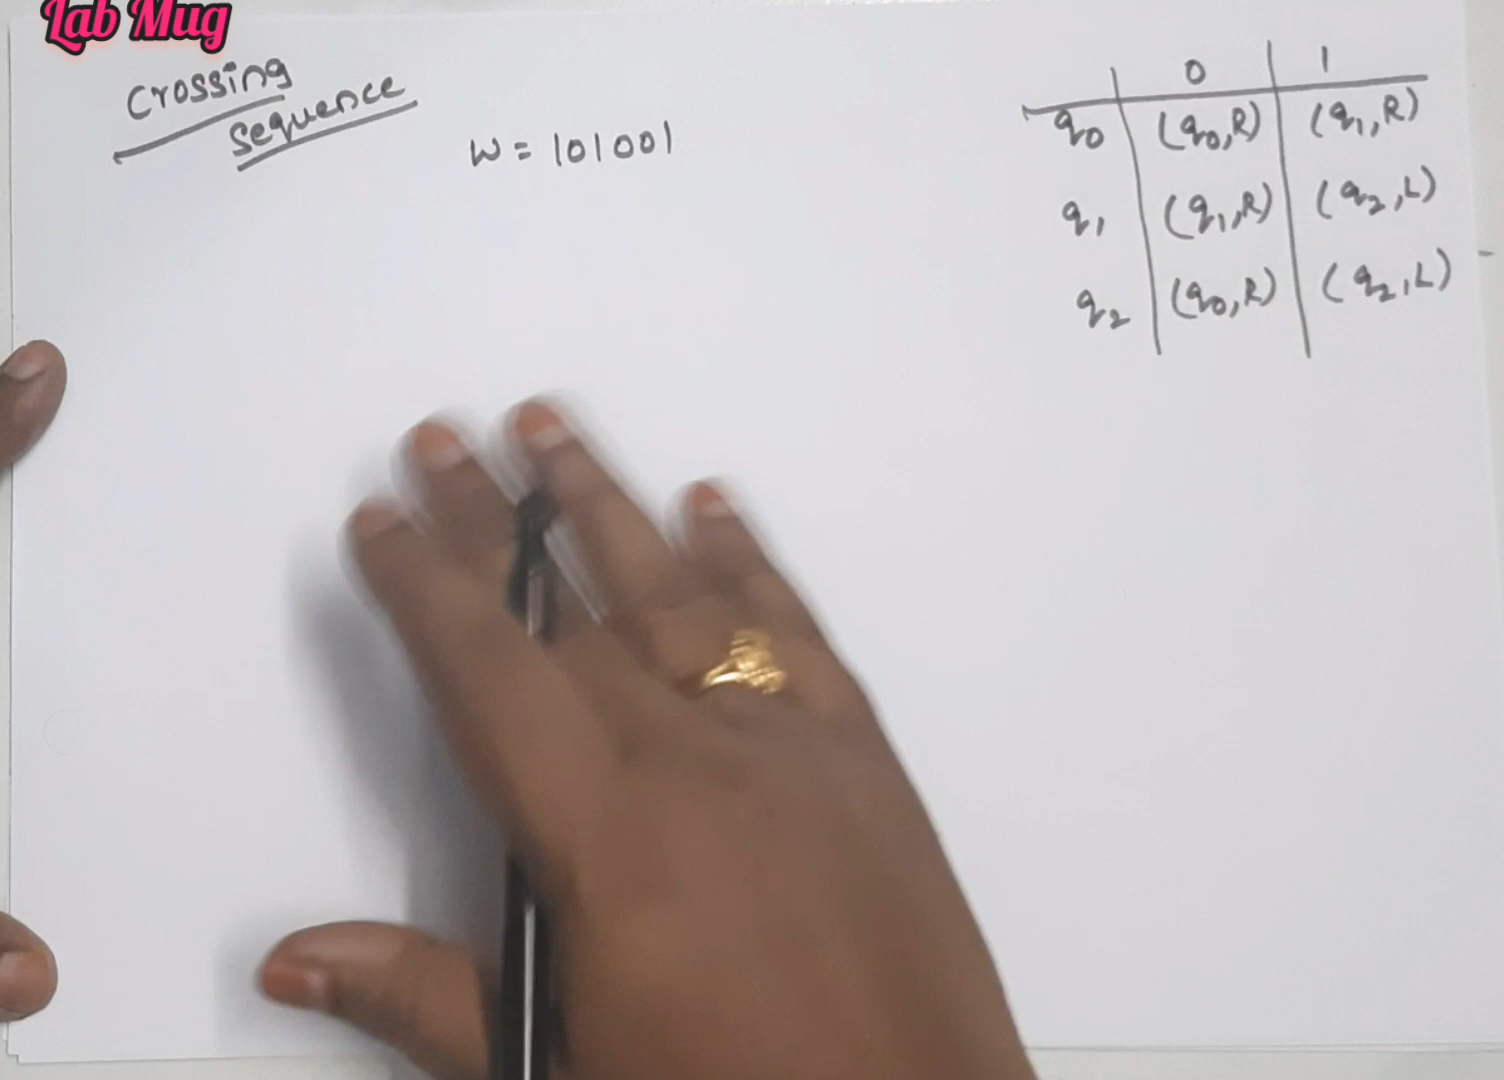 Lab Mug
Crossing
Sequence
W = 101001
0 1
q0 (q0,R) (q1,R)
q1 (q1,R) (q2,L)
q2 (q0,R) (q2,L)